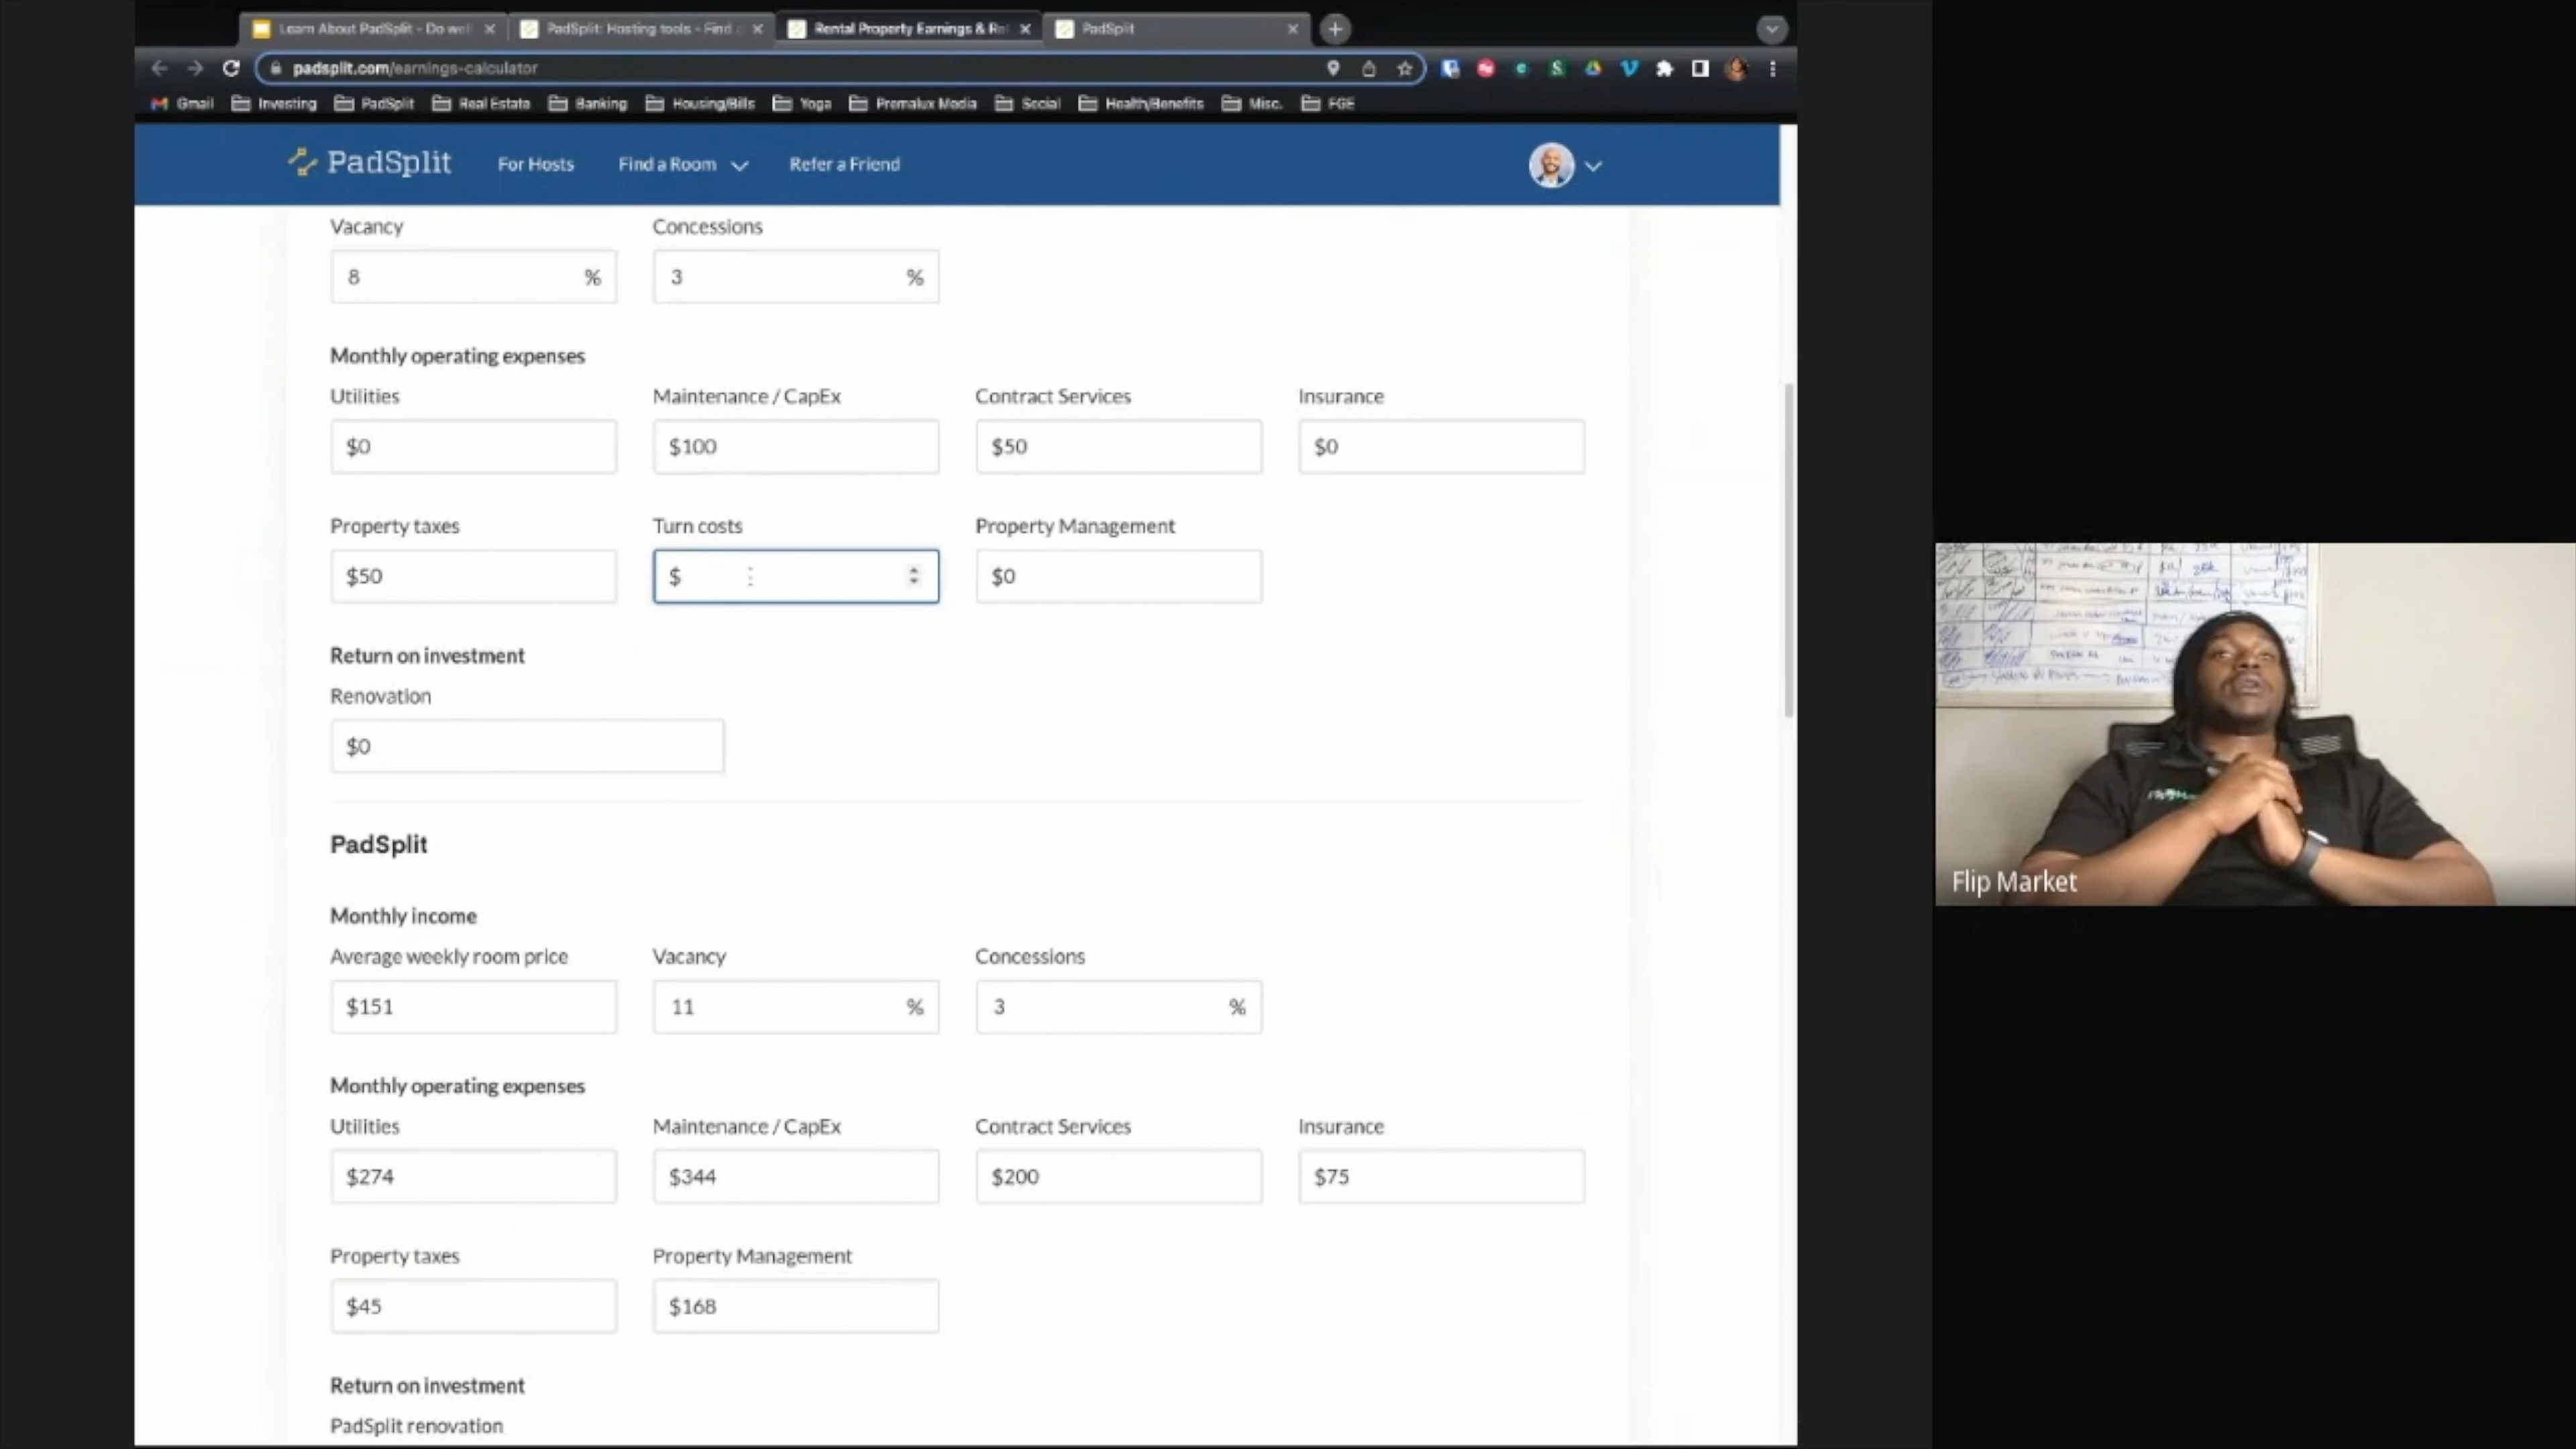 Learn About PadSplit - Do wel
PadSplit: Hosting tools - Find
Rental Property Earnings & Re
PadSplit
padsplit.com/earnings-calculator
Gmail Investing PadSplit Real Estate Banking Housing/Bills Yoga Premalux Media Social Health/Benefits Misc. FGE
PadSplit For Hosts Find a Room Refer a Friend
Vacancy Concessions
8 % 3 %
Monthly operating expenses
Utilities Maintenance / CapEx Contract Services Insurance
$0 $100 $50 $0
Property taxes Turn costs Property Management
$50 $ $0
Return on investment
Renovation
$0
PadSplit
Monthly income
Average weekly room price Vacancy Concessions
$151 11 % 3 %
Monthly operating expenses
Utilities Maintenance / CapEx Contract Services Insurance
$274 $344 $200 $75
Property taxes Property Management
$45 $168
Return on investment
PadSplit renovation
Flip Market